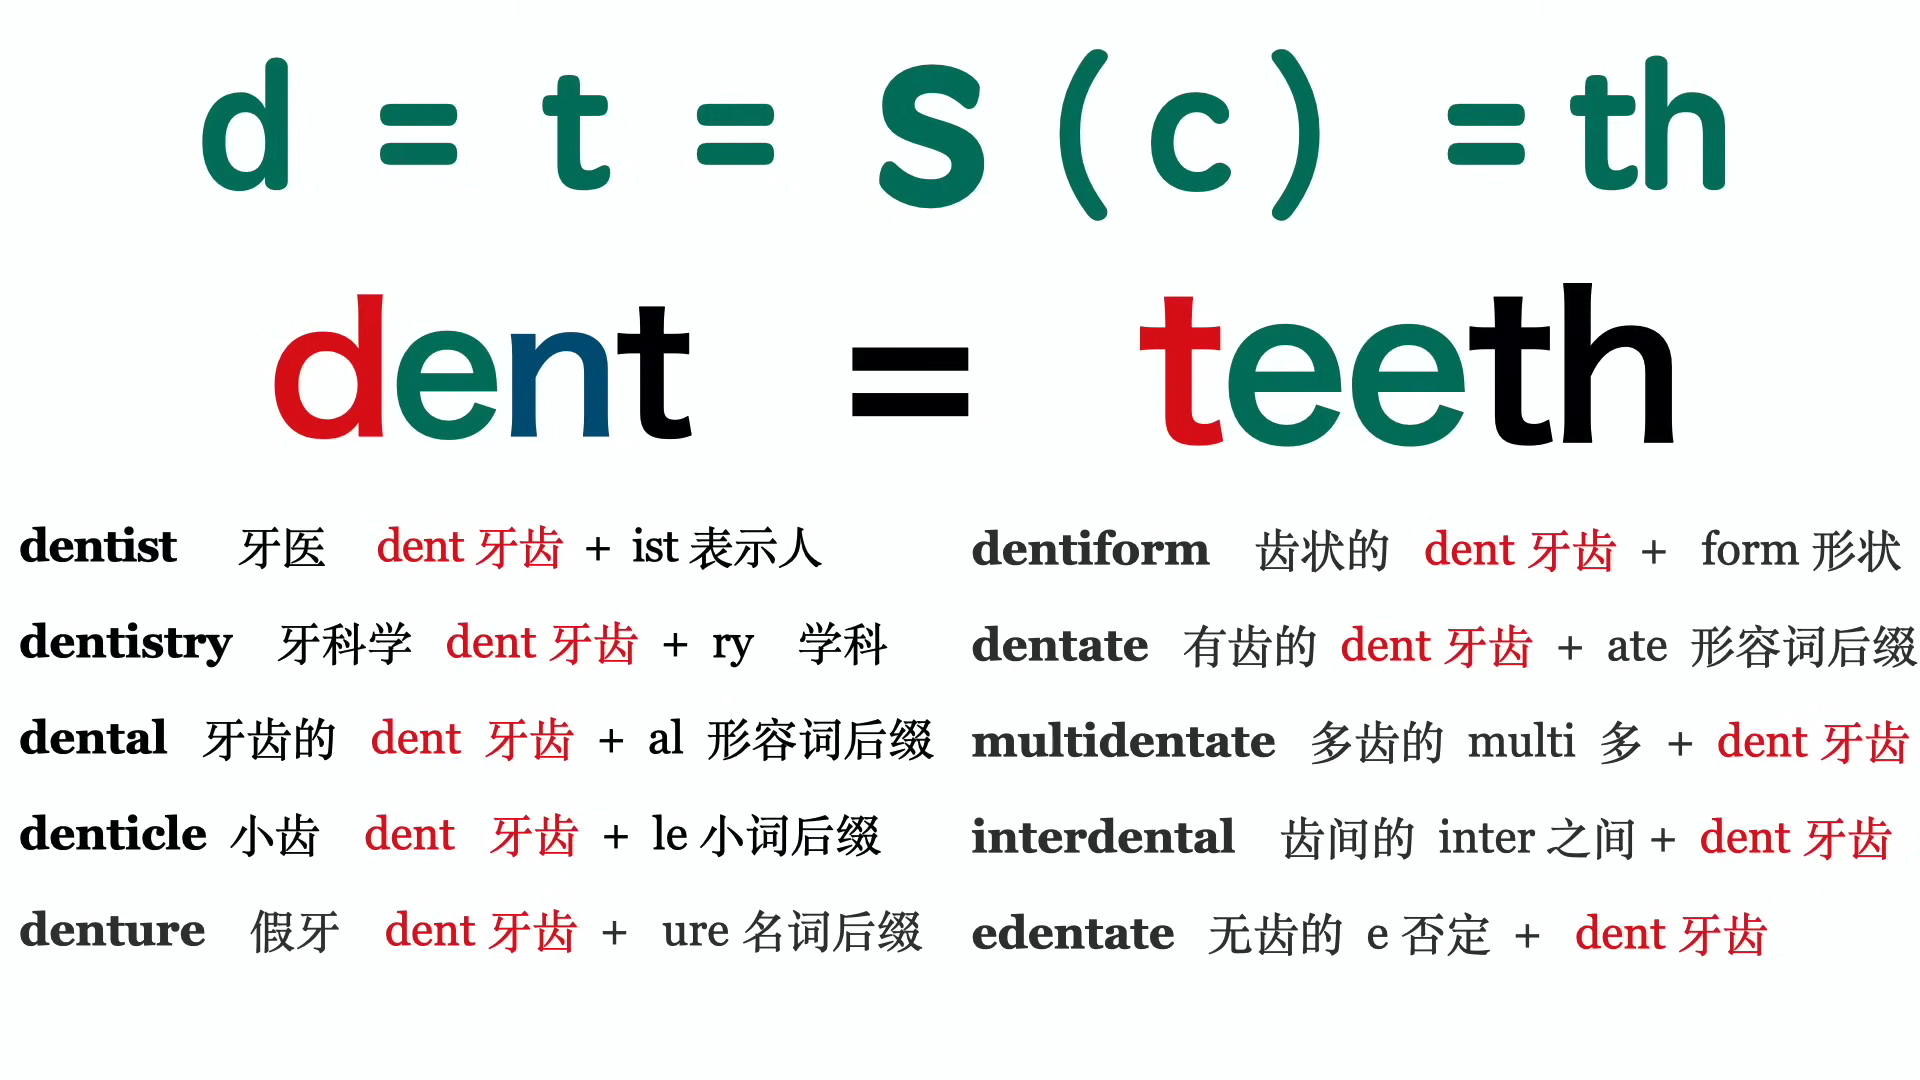 d = t = s (c) = th
dent = teeth
dentist 牙医 dent 牙齿 + ist 表示人
dentistry 牙科学 dent 牙齿 + ry 学科
dental 牙齿的 dent 牙齿 + al 形容词后缀
denticle 小齿 dent 牙齿 + le 小词后缀
denture 假牙 dent 牙齿 + ure 名词后缀
dentiform 齿状的 dent 牙齿 + form 形状
dentate 有齿的 dent 牙齿 + ate 形容词后缀
multidentate 多齿的 multi 多 + dent 牙齿
interdental 齿间的 inter 之间 + dent 牙齿
edentate 无齿的 e 否定 + dent 牙齿